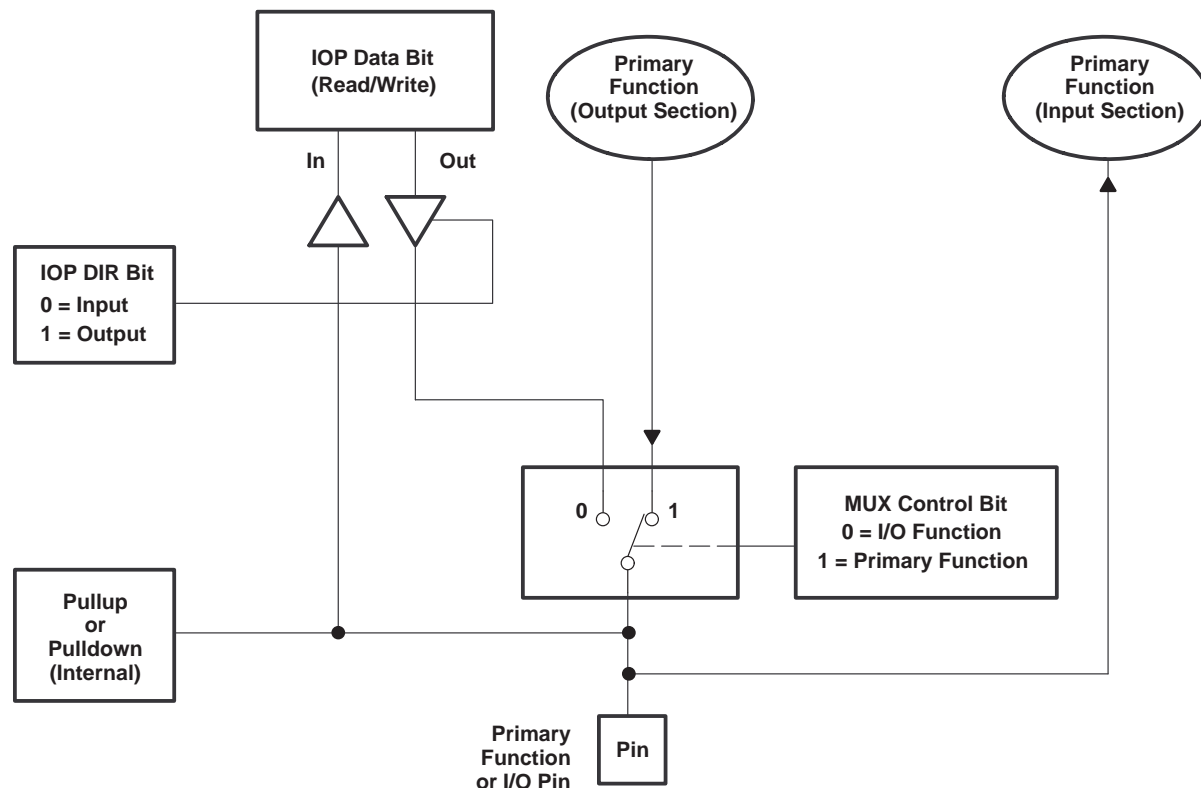 IOP Data Bit
(Read/Write)
Primary
Function
(Output Section)
Primary
Function
(Input Section)
In
Out
IOP DIR Bit
0 = Input
1 = Output
0
1
MUX Control Bit
0 = I/O Function
1 = Primary Function
Pullup
or
Pulldown
(Internal)
Primary
Function
or I/O Pin
Pin